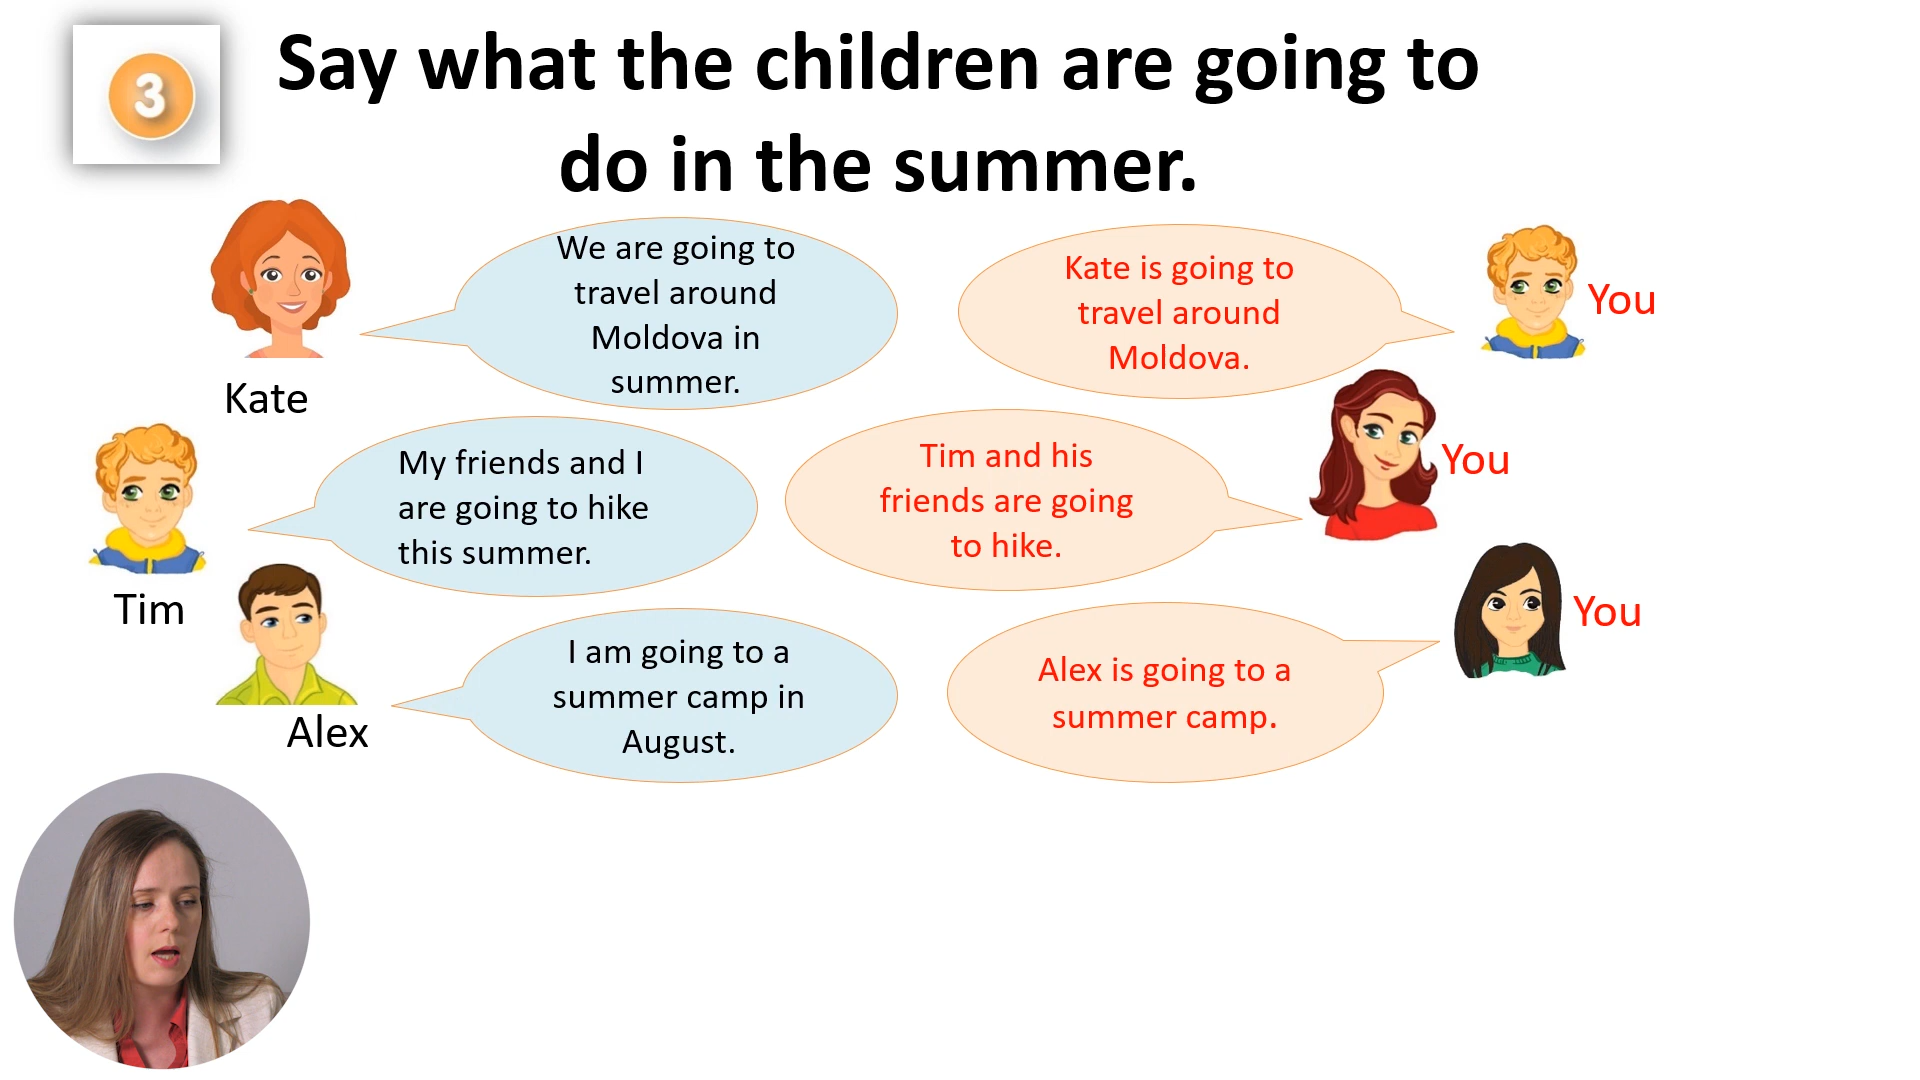 3
Say what the children are going to
do in the summer.
We are going to
travel around
Moldova in
summer.
Kate
Kate is going to
travel around
Moldova.
You
My friends and I
are going to hike
this summer.
Tim
Tim and his
friends are going
to hike.
You
I am going to a
summer camp in
August.
Alex
Alex is going to a
summer camp.
You